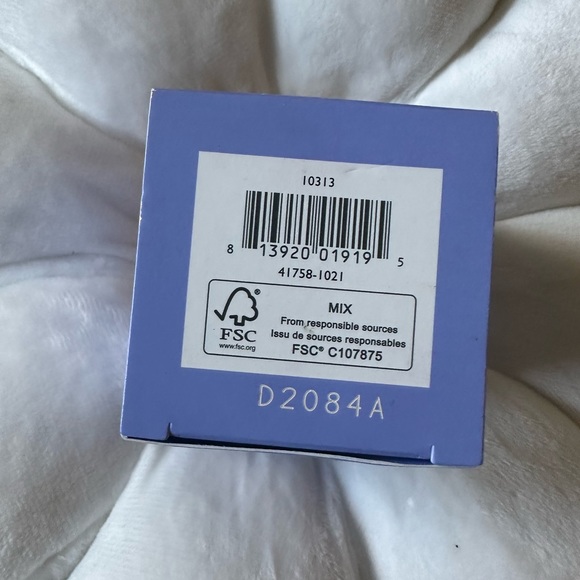 10313
8 13920 01919 5
41758-1021
FSC®
www.fsc.org
MIX
From responsible sources
Issu de sources responsables
FSC® C107875
D2084A